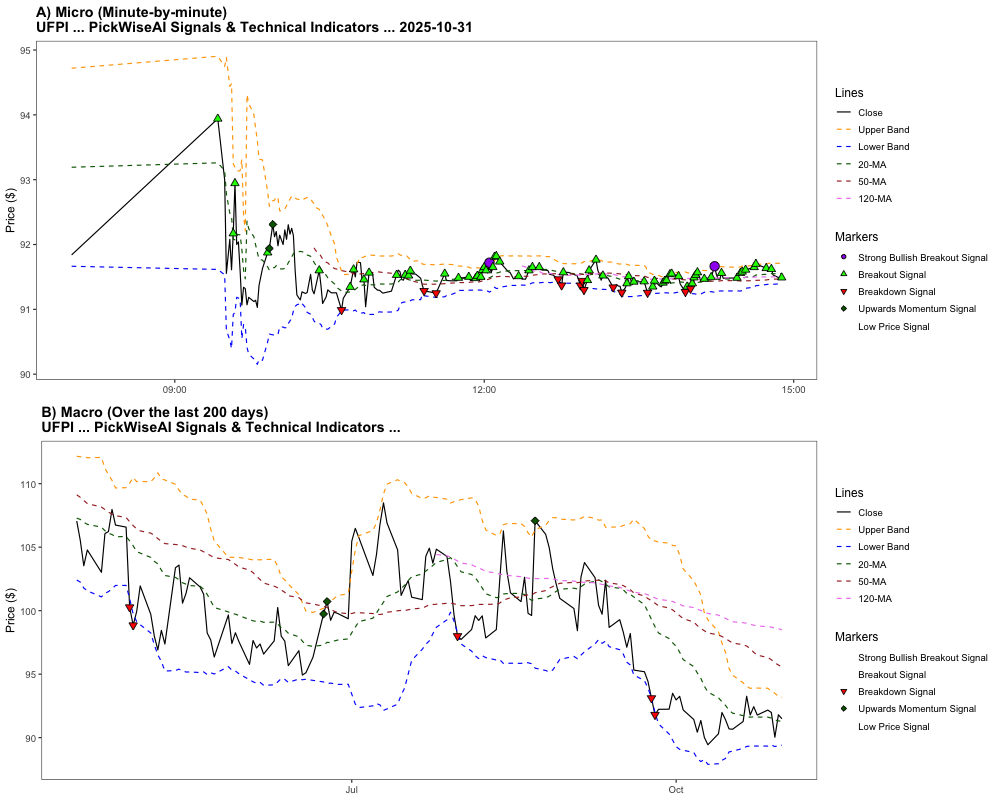 A) Micro (Minute-by-minute)
UFPI ... PickWiseAI Signals & Technical Indicators ... 2025-10-31
Price ($)
95
94
93
92
91
90
09:00
12:00
15:00
Lines
Close
Upper Band
Lower Band
20-MA
50-MA
120-MA
Markers
Strong Bullish Breakout Signal
Breakout Signal
Breakdown Signal
Upwards Momentum Signal
Low Price Signal
B) Macro (Over the last 200 days)
UFPI ... PickWiseAI Signals & Technical Indicators ...
Price ($)
110
105
100
95
90
Jul
Oct
Lines
Close
Upper Band
Lower Band
20-MA
50-MA
120-MA
Markers
Strong Bullish Breakout Signal
Breakout Signal
Breakdown Signal
Upwards Momentum Signal
Low Price Signal